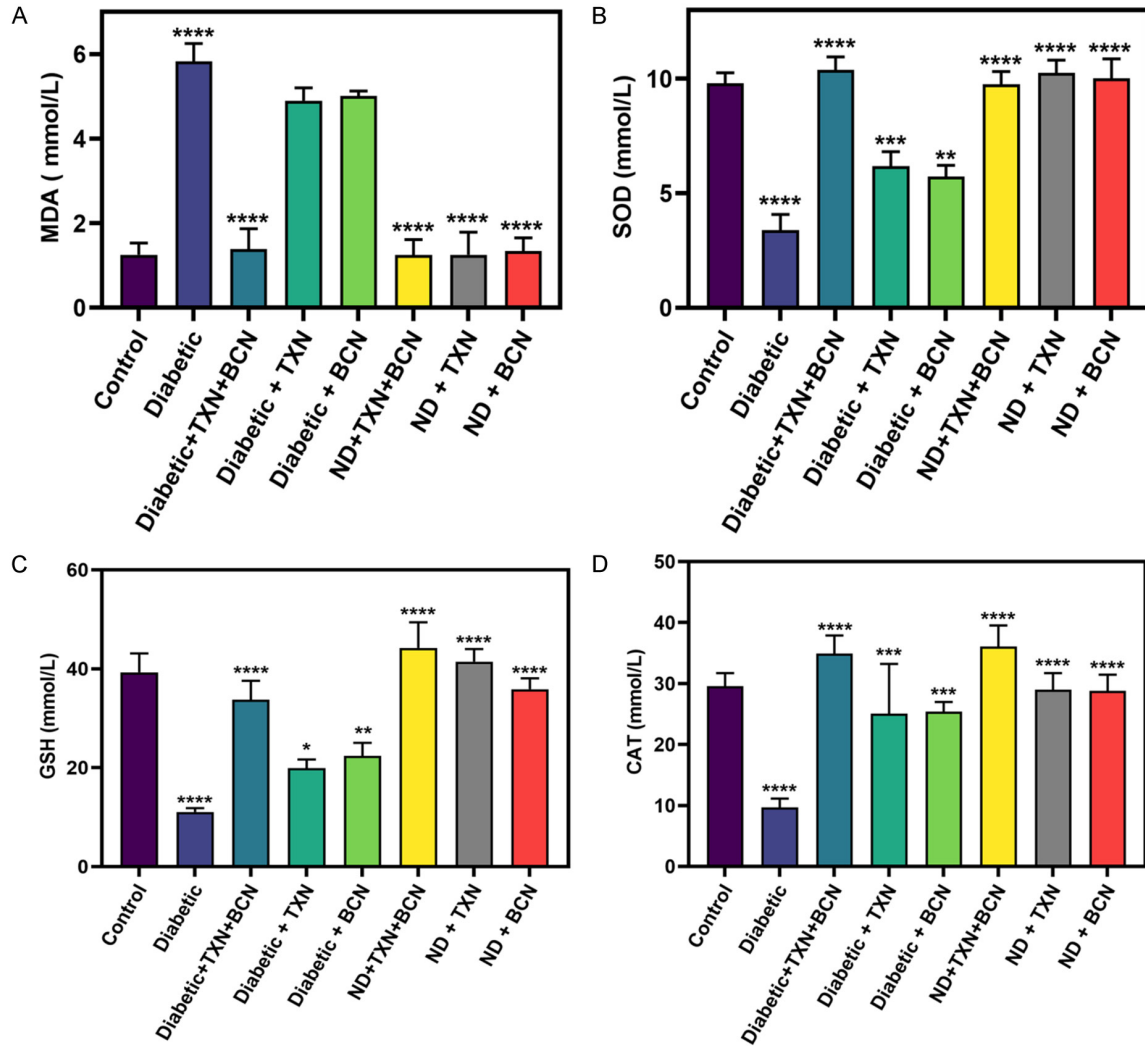 A
MDA ( mmol/L)
6
4
2
0
****
****
****
****
****
Control
Diabetic
Diabetic+TXN+BCN
Diabetic + TXN
Diabetic + BCN
ND+TXN+BCN
ND + TXN
ND + BCN
B
SOD (mmol/L)
10
5
0
****
****
***
**
****
****
****
Control
Diabetic
Diabetic+TXN+BCN
Diabetic + TXN
Diabetic + BCN
ND+TXN+BCN
ND + TXN
ND + BCN
C
GSH (mmol/L)
60
40
20
0
****
****
*
**
****
****
****
Control
Diabetic
Diabetic+TXN+BCN
Diabetic + TXN
Diabetic + BCN
ND+TXN+BCN
ND + TXN
ND + BCN
D
CAT (mmol/L)
50
40
30
20
10
0
****
****
***
***
****
****
****
Control
Diabetic
Diabetic+TXN+BCN
Diabetic + TXN
Diabetic + BCN
ND+TXN+BCN
ND + TXN
ND + BCN